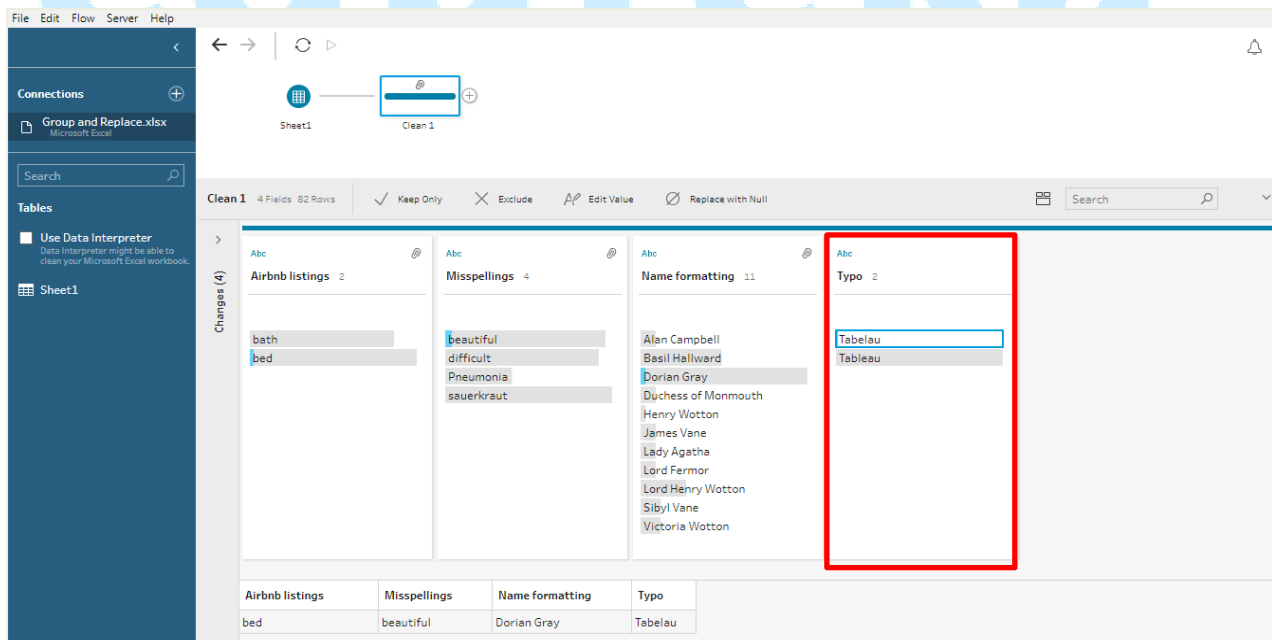 File Edit Flow Server Help
Connections
Group and Replace.xlsx
Microsoft Excel
Search
Tables
Use Data Interpreter
Data Interpreter might be able to
clean your Microsoft Excel workbook.
Sheet1
Sheet1
Clean 1
Clean 1 4 Fields 82 Rows Keep Only Exclude Edit Value Replace with Null Search
Changes (4)
Abc
Airbnb listings 2
bath
bed
Abc
Misspellings 4
beautiful
difficult
Pneumonia
sauerkraut
Abc
Name formatting 11
Alan Campbell
Basil Hallward
Dorian Gray
Duchess of Monmouth
Henry Wotton
James Vane
Lady Agatha
Lord Fermor
Lord Henry Wotton
Sibyl Vane
Victoria Wotton
Abc
Typo 2
Tabelau
Tableau
Airbnb listings Misspellings Name formatting Typo
bed beautiful Dorian Gray Tabelau